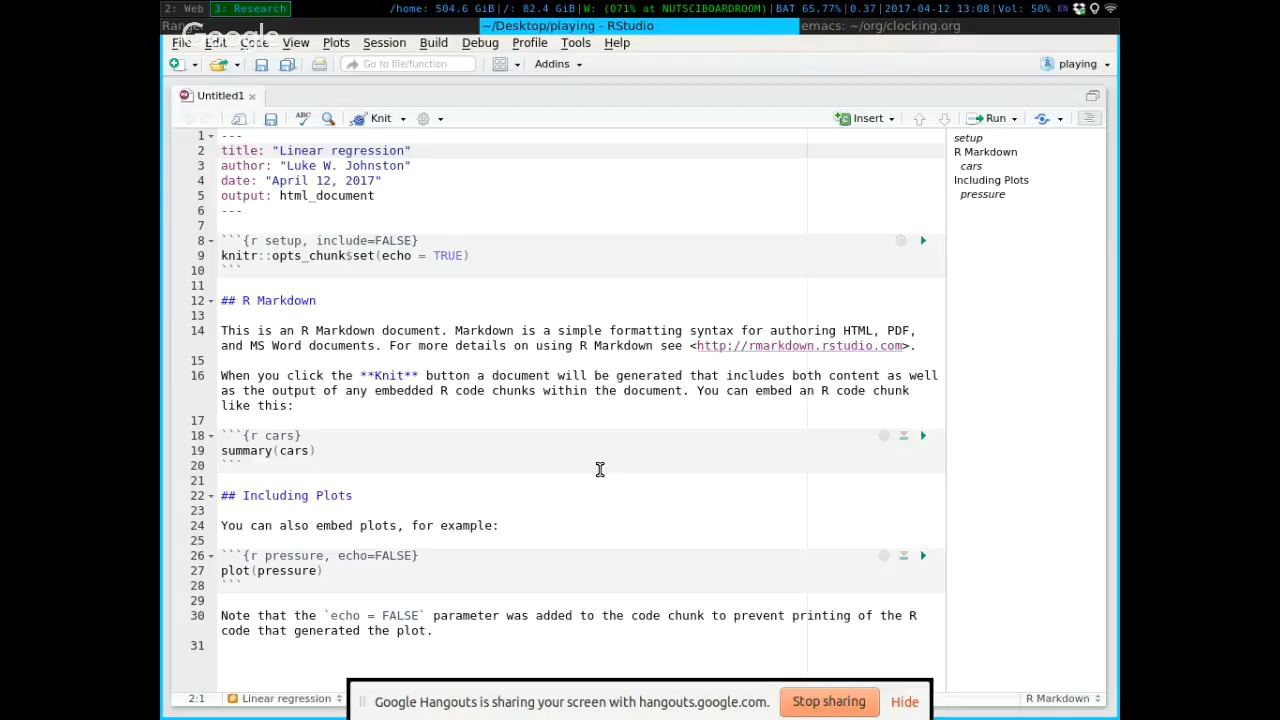 2: Web 3: Research /home: 504.6 GiB|/: 82.4 GiB|W: (071% at NUTSCIBOARDROOM)|BAT 65.77%|0.37|2017-04-12 13:08|Vol: 50% EN
~/Desktop/playing - RStudio emacs: ~/org/clocking.org
Google
File Edit Code View Plots Session Build Debug Profile Tools Help
Go to file/function Addins playing
Untitled1
ABC Knit Insert Run
1 ---
2 title: "Linear regression"
3 author: "Luke W. Johnston"
4 date: "April 12, 2017"
5 output: html_document
6 ---
7
8 ```{r setup, include=FALSE}
9 knitr::opts_chunk$set(echo = TRUE)
10 ```
11
12 ## R Markdown
13
14 This is an R Markdown document. Markdown is a simple formatting syntax for authoring HTML, PDF,
and MS Word documents. For more details on using R Markdown see <http://rmarkdown.rstudio.com>.
15
16 When you click the **Knit** button a document will be generated that includes both content as well
as the output of any embedded R code chunks within the document. You can embed an R code chunk
like this:
17
18 ```{r cars}
19 summary(cars)
20 ```
21
22 ## Including Plots
23
24 You can also embed plots, for example:
25
26 ```{r pressure, echo=FALSE}
27 plot(pressure)
28 ```
29
30 Note that the `echo = FALSE` parameter was added to the code chunk to prevent printing of the R
code that generated the plot.
31
setup
R Markdown
cars
Including Plots
pressure
2:1 Linear regression R Markdown
Google Hangouts is sharing your screen with hangouts.google.com. Stop sharing Hide